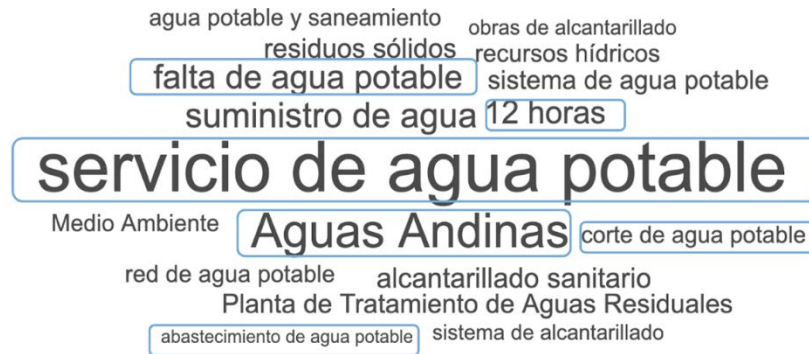 agua potable y saneamiento
obras de alcantarillado
residuos sólidos
recursos hídricos
falta de agua potable
sistema de agua potable
suministro de agua
12 horas
servicio de agua potable
Medio Ambiente
Aguas Andinas
corte de agua potable
red de agua potable
alcantarillado sanitario
Planta de Tratamiento de Aguas Residuales
abastecimiento de agua potable
sistema de alcantarillado